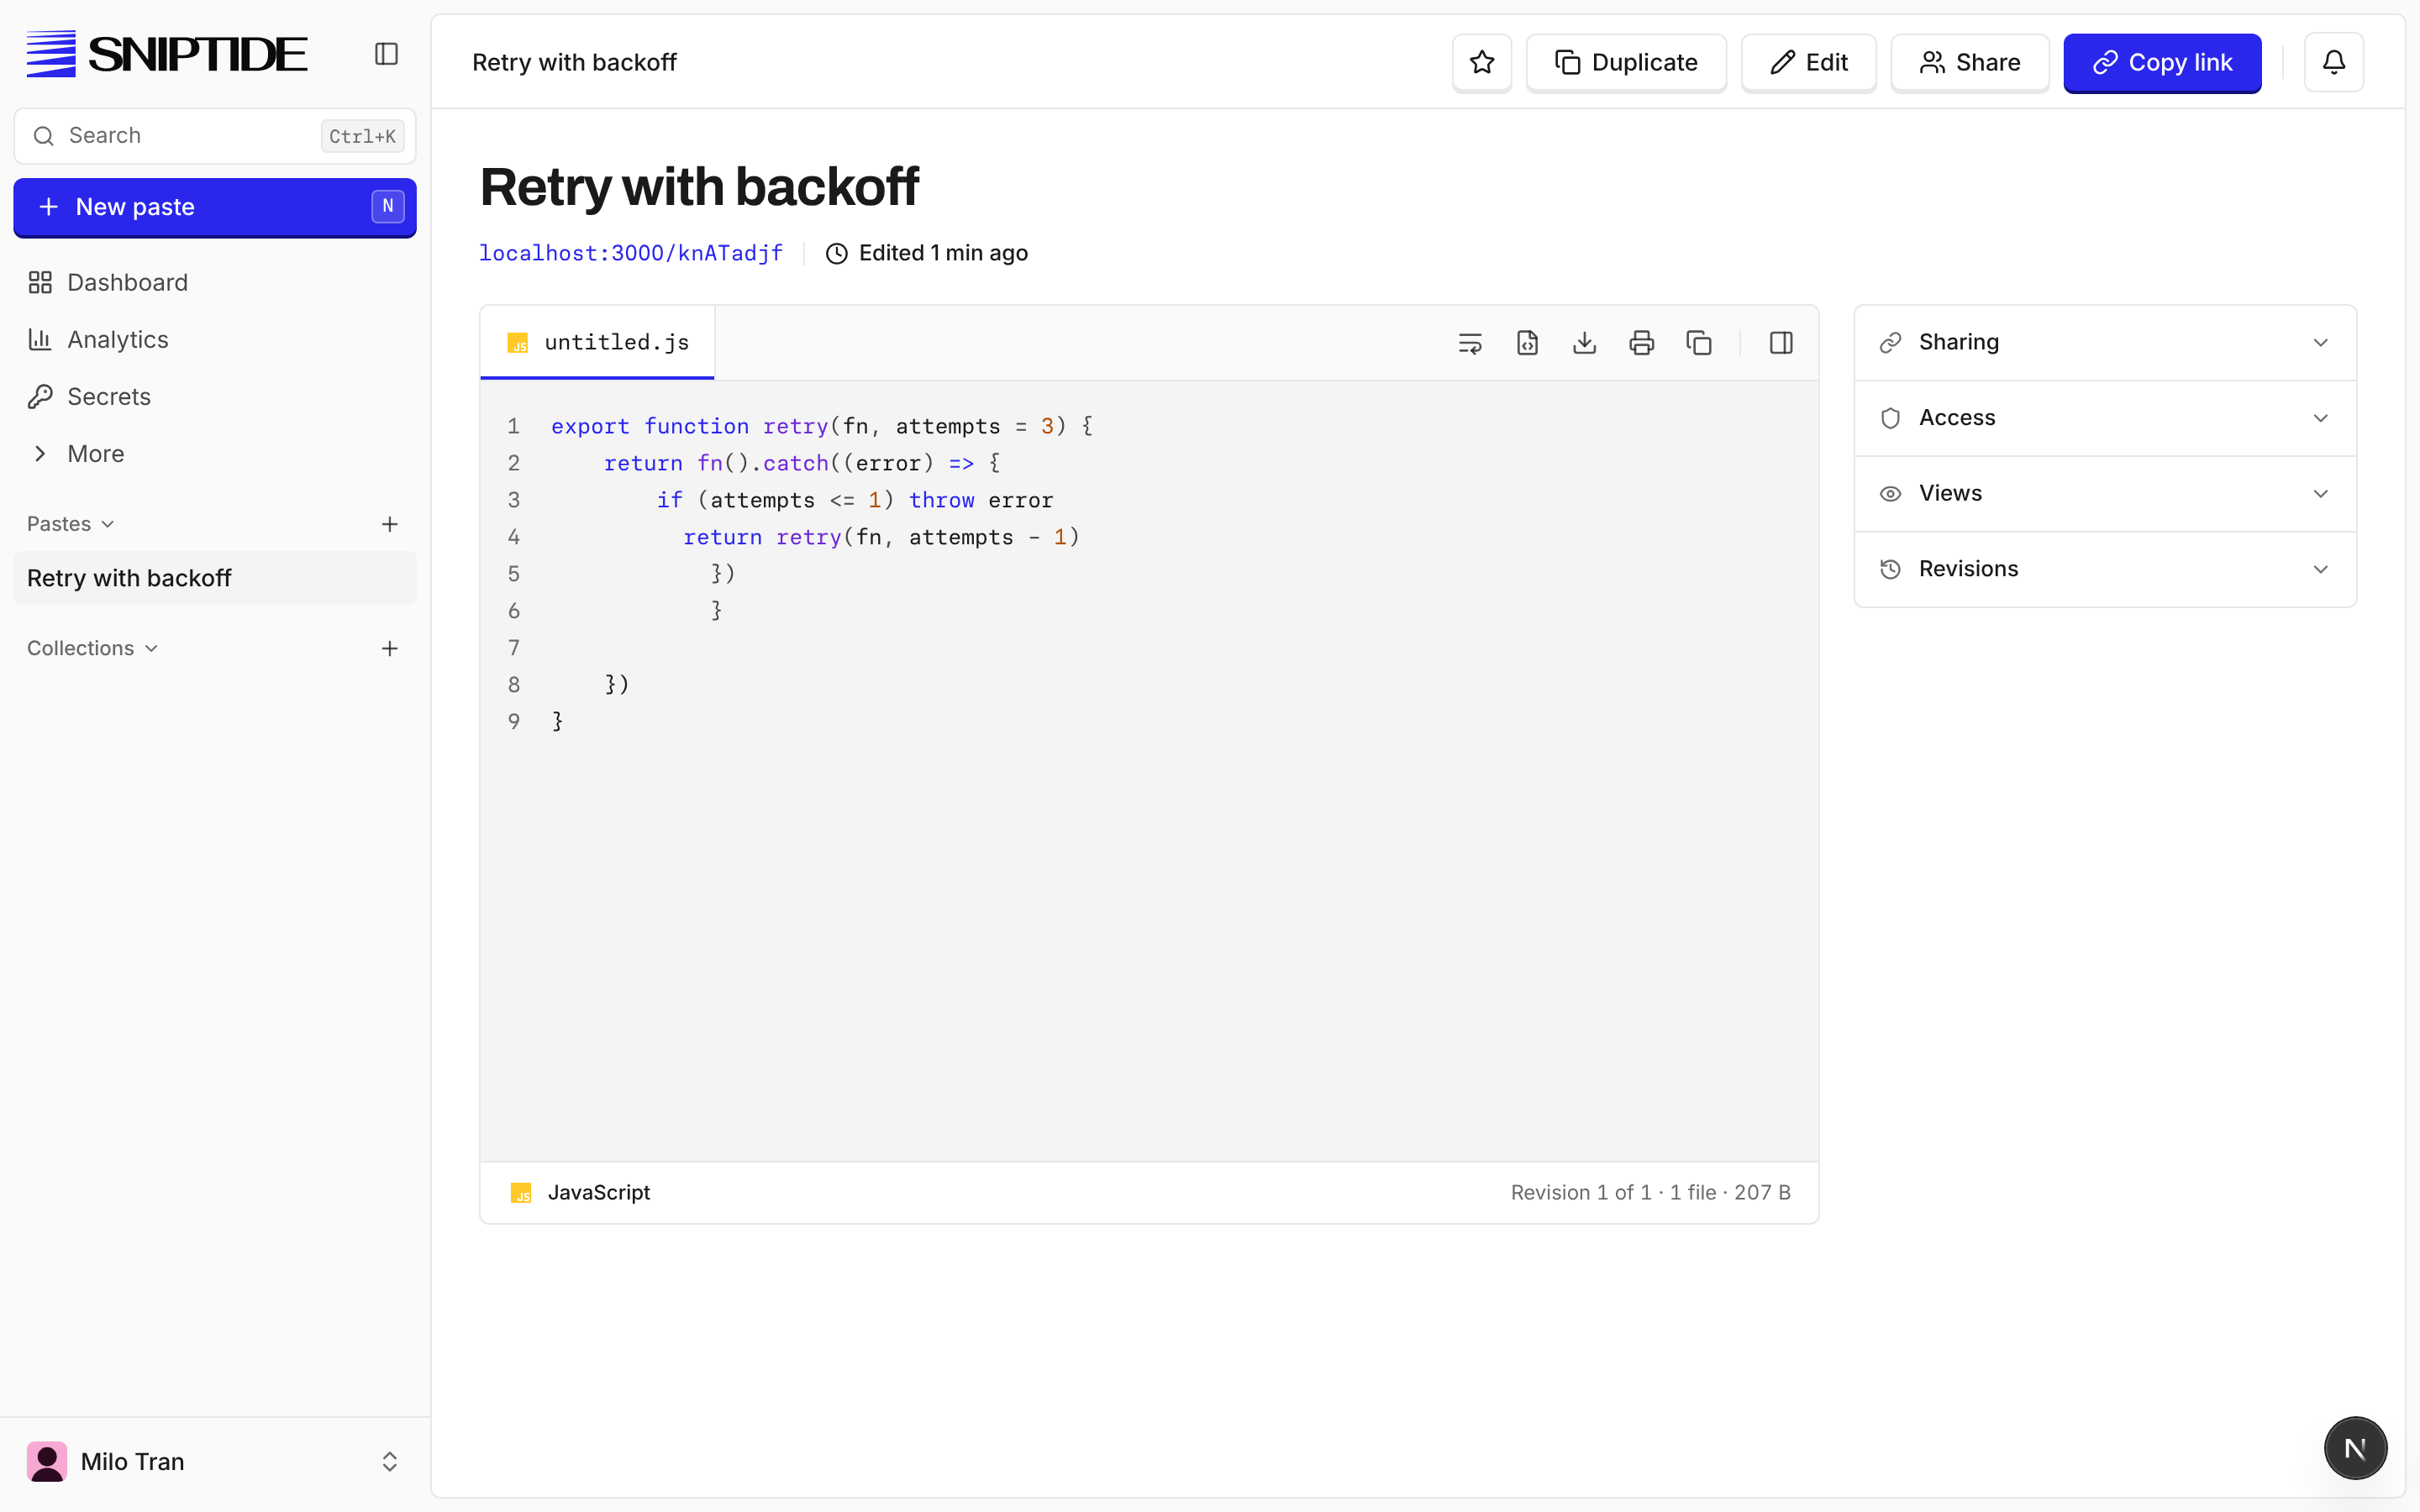 SNIPTIDE
Search Ctrl+K
New paste N
Dashboard
Analytics
Secrets
More
Pastes
Retry with backoff
Collections
Milo Tran
Retry with backoff
Duplicate
Edit
Share
Copy link
Retry with backoff
localhost:3000/knATadjf
Edited 1 min ago
JS untitled.js
1 export function retry(fn, attempts = 3) {
2     return fn().catch((error) => {
3         if (attempts <= 1) throw error
4           return retry(fn, attempts - 1)
5             })
6             }
7
8     })
9 }
JS JavaScript
Revision 1 of 1 · 1 file · 207 B
Sharing
Access
Views
Revisions
N